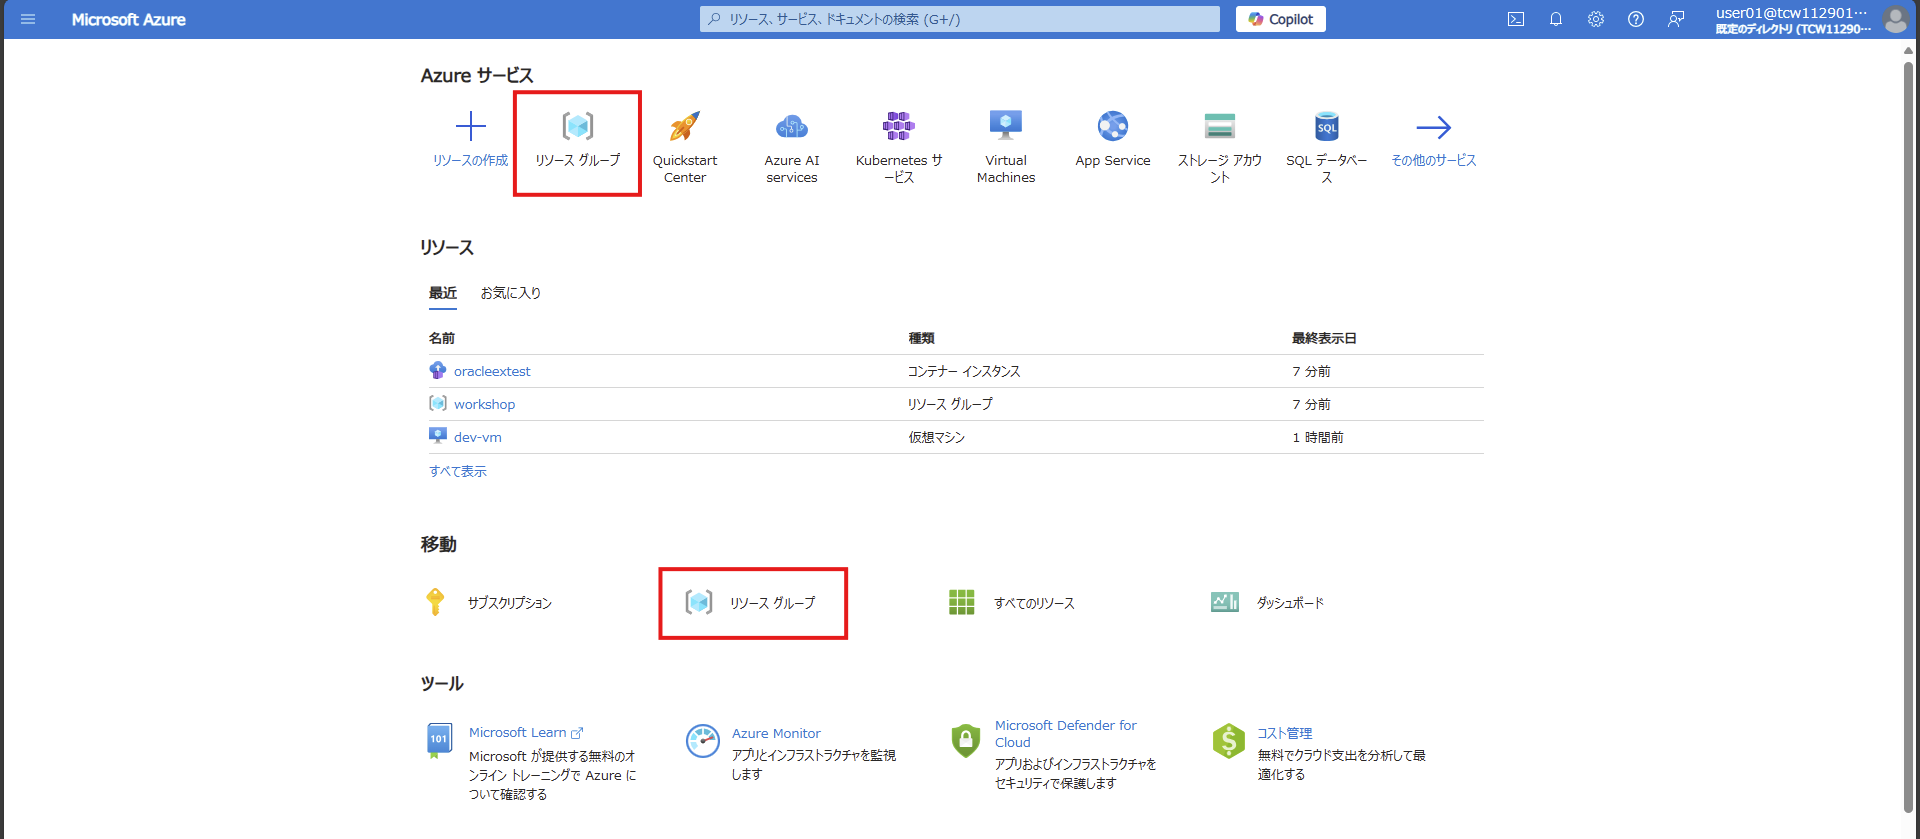 Microsoft Azure
リソース、サービス、ドキュメントの検索 (G+/)
Copilot
user01@tcw112901···
既定のディレクトリ (TCW11290···
Azure サービス
リソースの作成
リソース グループ
Quickstart
Center
Azure AI
services
Kubernetes サ
ービス
Virtual
Machines
App Service
ストレージ アカウ
ント
SQL
SQL データベー
ス
その他のサービス
リソース
最近
お気に入り
名前
種類
最終表示日
oracleextest
コンテナー インスタンス
7 分前
workshop
リソース グループ
7 分前
dev-vm
仮想マシン
1 時間前
すべて表示
移動
サブスクリプション
リソース グループ
すべてのリソース
ダッシュボード
ツール
101
Microsoft Learn
Microsoft が提供する無料のオ
ンライン トレーニングで Azure に
ついて確認する
Azure Monitor
アプリとインフラストラクチャを監視
します
Microsoft Defender for
Cloud
アプリおよびインフラストラクチャを
セキュリティで保護します
コスト管理
無料でクラウド支出を分析して最
適化する